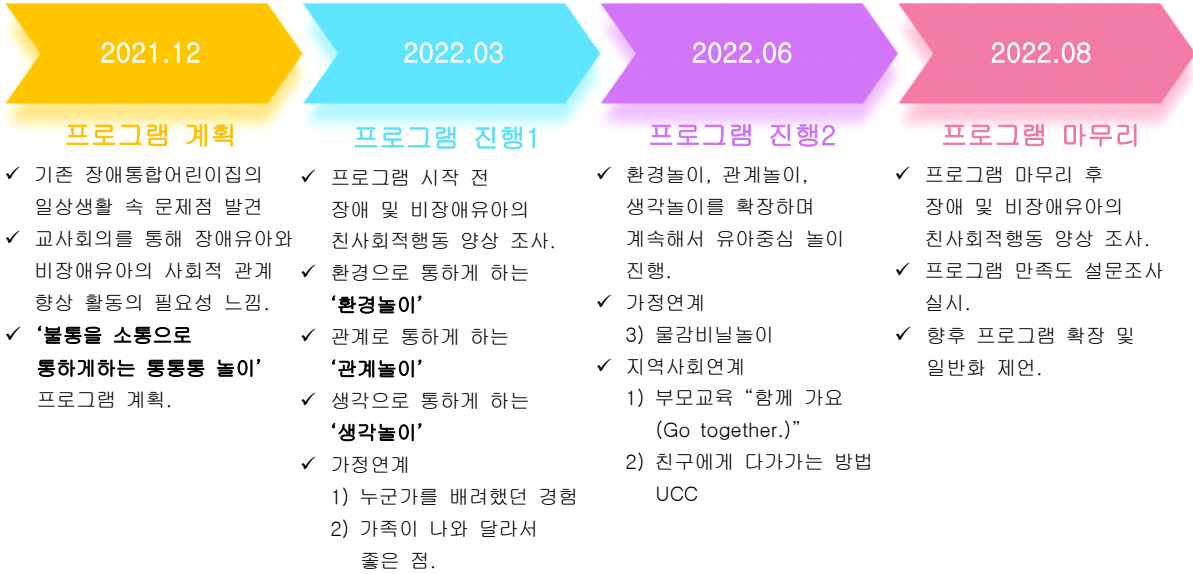 2021.12
프로그램 계획
✓ 기존 장애통합어린이집의
일상생활 속 문제점 발견
✓ 교사회의를 통해 장애유아와
비장애유아의 사회적 관계
향상 활동의 필요성 느낌.
✓ ‘불통을 소통으로
통하게하는 통통통 놀이’
프로그램 계획.
2022.03
프로그램 진행1
✓ 프로그램 시작 전
장애 및 비장애유아의
친사회적행동 양상 조사.
✓ 환경으로 통하게 하는
‘환경놀이’
✓ 관계로 통하게 하는
‘관계놀이’
✓ 생각으로 통하게 하는
‘생각놀이’
✓ 가정연계
1) 누군가를 배려했던 경험
2) 가족이 나와 달라서
좋은 점.
2022.06
프로그램 진행2
✓ 환경놀이, 관계놀이,
생각놀이를 확장하며
계속해서 유아중심 놀이
진행.
✓ 가정연계
3) 물감비닐놀이
✓ 지역사회연계
1) 부모교육 “함께 가요
(Go together.)”
2) 친구에게 다가가는 방법
UCC
2022.08
프로그램 마무리
✓ 프로그램 마무리 후
장애 및 비장애유아의
친사회적행동 양상 조사.
✓ 프로그램 만족도 설문조사
실시.
✓ 향후 프로그램 확장 및
일반화 제언.